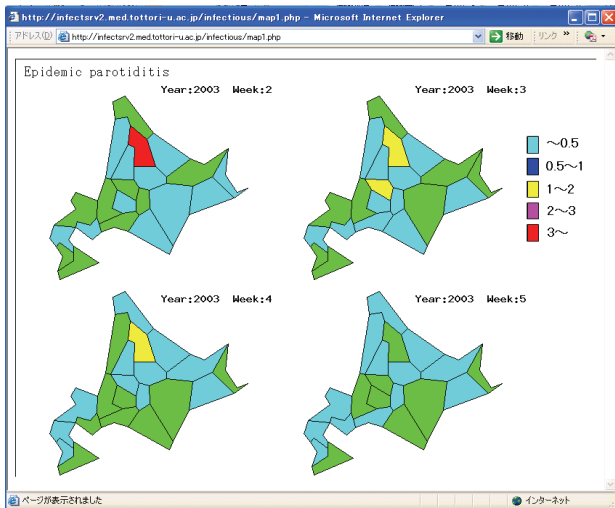 http://infectsrv2.med.tottori-u.ac.jp/infectious/map1.php - Microsoft Internet Explorer
アドレス(D) http://infectsrv2.med.tottori-u.ac.jp/infectious/map1.php 移動 リンク »
Epidemic parotiditis
Year:2003 Week:2 Year:2003 Week:3
～0.5
0.5～1
1～2
2～3
3～
Year:2003 Week:4 Year:2003 Week:5
ページが表示されました インターネット